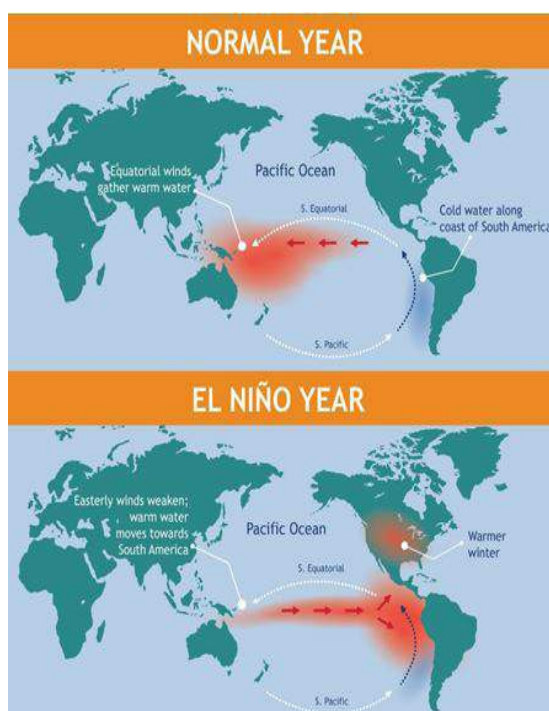 NORMAL YEAR
Equatorial winds
gather warm water
Pacific Ocean
S. Equatorial
Cold water along
coast of South America
S. Pacific
EL NIÑO YEAR
Easterly winds weaken;
warm water
moves towards
South America
Pacific Ocean
Warmer
winter
S. Equatorial
S. Pacific